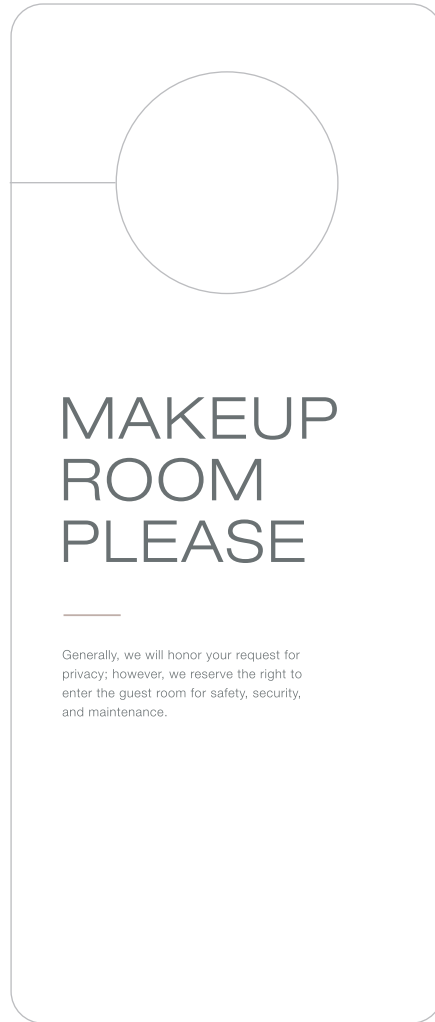 MAKEUP
ROOM
PLEASE
Generally, we will honor your request for
privacy; however, we reserve the right to
enter the guest room for safety, security,
and maintenance.